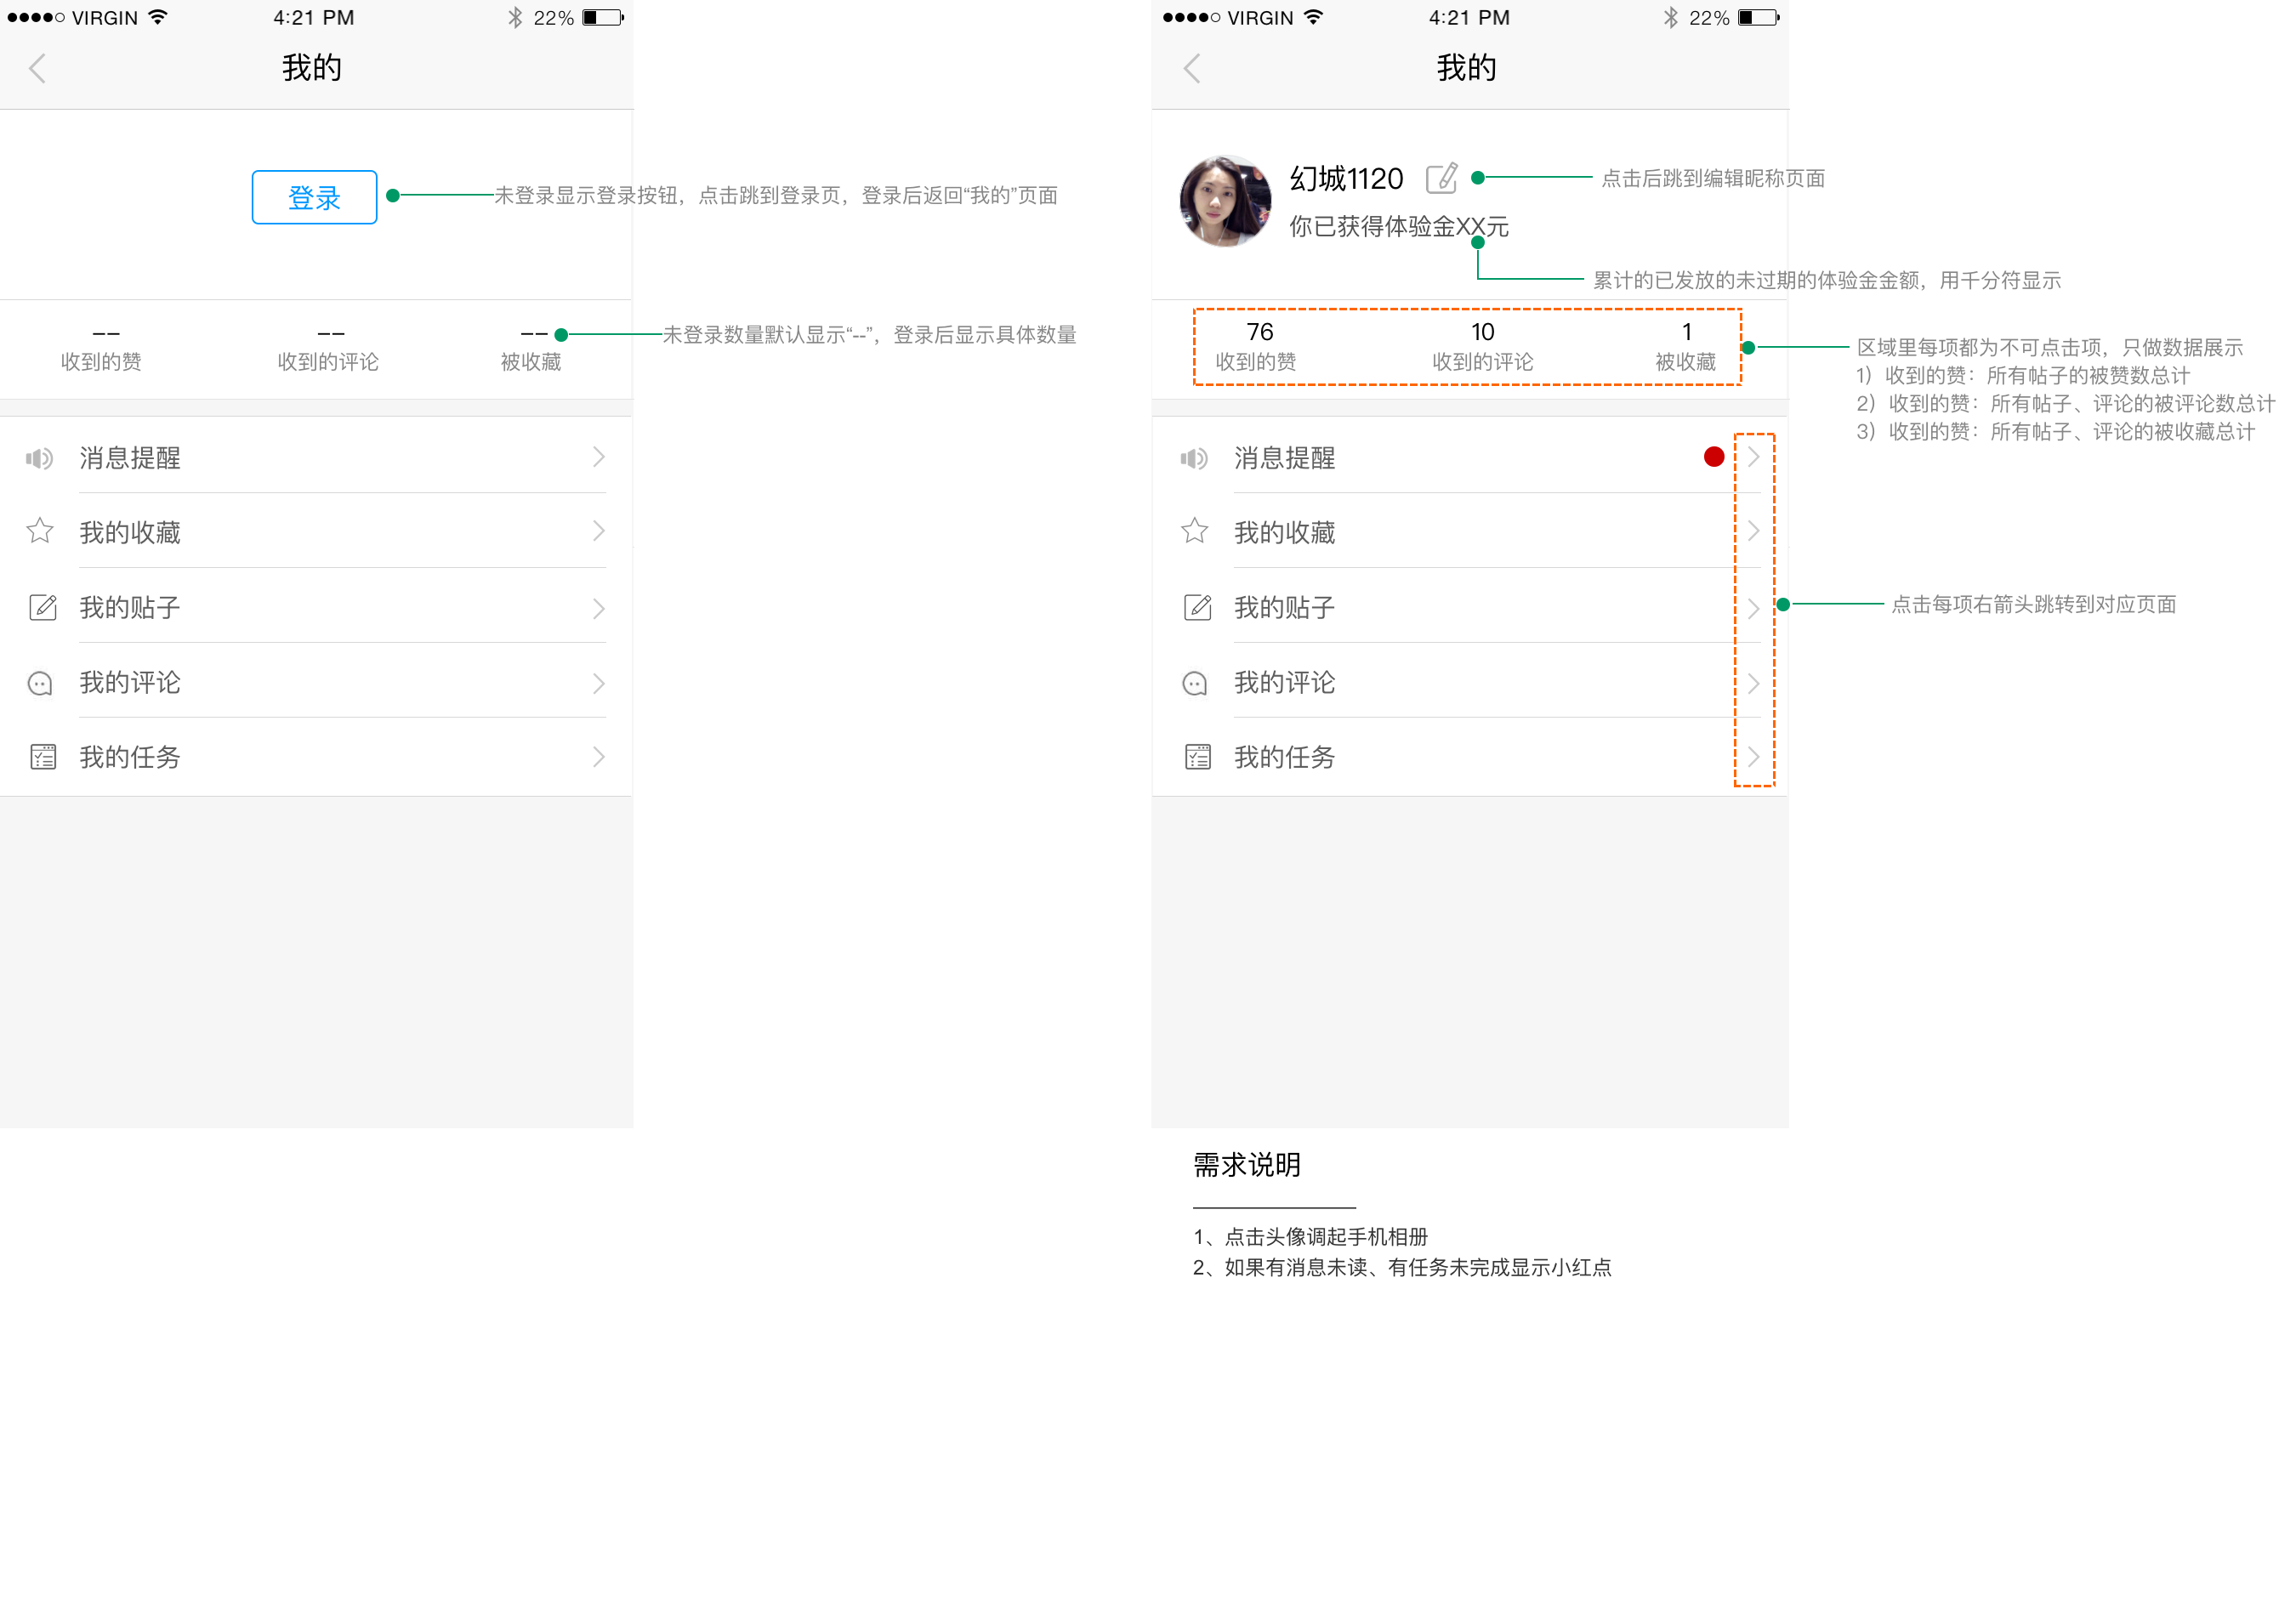 VIRGIN 4:21 PM 22%
我的
登录
未登录显示登录按钮，点击跳到登录页，登录后返回“我的”页面
-- -- --
收到的赞 收到的评论 被收藏
未登录数量默认显示“--”，登录后显示具体数量
消息提醒
我的收藏
我的贴子
我的评论
我的任务
VIRGIN 4:21 PM 22%
我的
幻城1120
点击后跳到编辑昵称页面
你已获得体验金XX元
累计的已发放的未过期的体验金金额，用千分符显示
76 10 1
收到的赞 收到的评论 被收藏
区域里每项都为不可点击项，只做数据展示
1）收到的赞：所有帖子的被赞数总计
2）收到的赞：所有帖子、评论的被评论数总计
3）收到的赞：所有帖子、评论的被收藏总计
消息提醒
我的收藏
我的贴子
点击每项右箭头跳转到对应页面
我的评论
我的任务
需求说明
1、点击头像调起手机相册
2、如果有消息未读、有任务未完成显示小红点